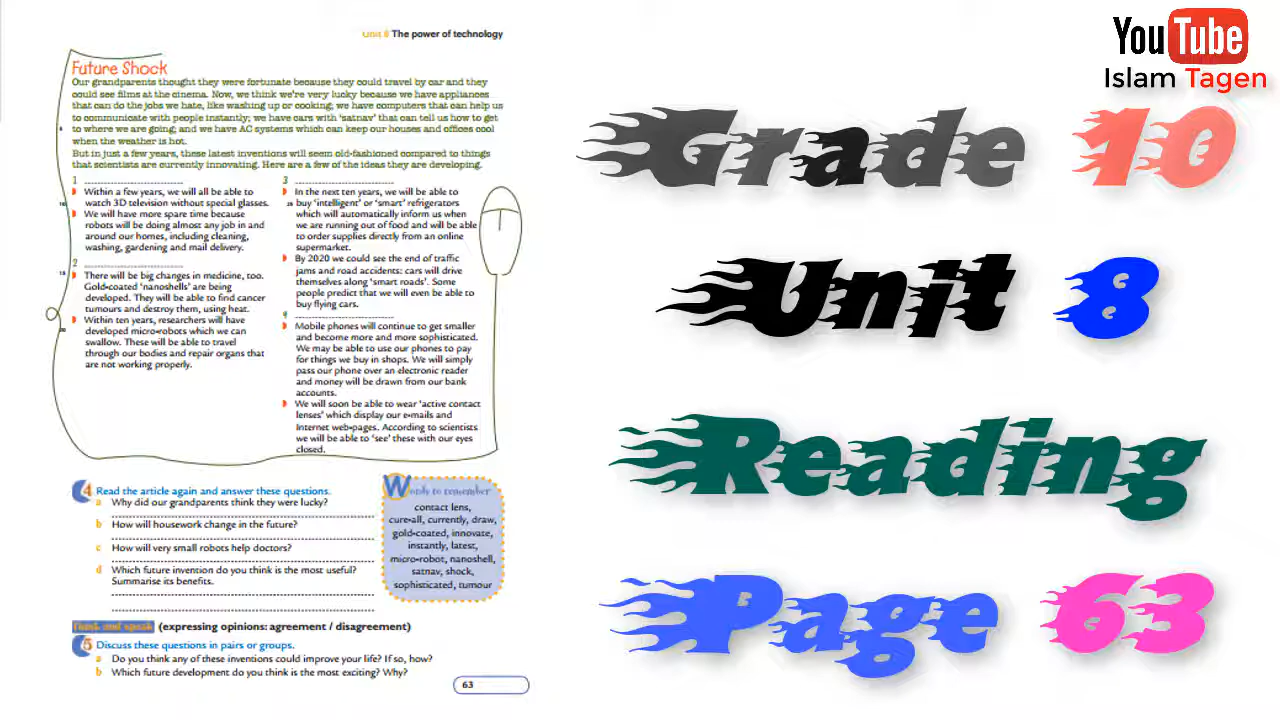 Unit 8 The power of technology
Future Shock
Our grandparents thought they were fortunate because they could travel by car and they
could see films at the cinema. Now, we think we're very lucky because we have appliances
that can do the jobs we hate, like washing up or cooking; we have computers that can help us
to communicate with people instantly; we have cars with 'satnav' that can tell us how to get
5 to where we are going; and we have AC systems which can keep our houses and offices cool
when the weather is hot.
But in just a few years, these latest inventions will seem old-fashioned compared to things
that scientists are currently innovating. Here are a few of the ideas they are developing.
1
Within a few years, we will all be able to
10 watch 3D television without special glasses.
We will have more spare time because
robots will be doing almost any job in and
around our homes, including cleaning,
washing, gardening and mail delivery.
2
15 There will be big changes in medicine, too.
Gold-coated 'nanoshells' are being
developed. They will be able to find cancer
tumours and destroy them, using heat.
Within ten years, researchers will have
20 developed micro-robots which we can
swallow. These will be able to travel
through our bodies and repair organs that
are not working properly.
3
In the next ten years, we will be able to
25 buy 'intelligent' or 'smart' refrigerators
which will automatically inform us when
we are running out of food and will be able
to order supplies directly from an online
supermarket.
By 2020 we could see the end of traffic
jams and road accidents: cars will drive
themselves along 'smart roads'. Some
people predict that we will even be able to
buy flying cars.
4
Mobile phones will continue to get smaller
and become more and more sophisticated.
We may be able to use our phones to pay
for things we buy in shops. We will simply
pass our phone over an electronic reader
and money will be drawn from our bank
accounts.
We will soon be able to wear 'active contact
lenses' which display our e-mails and
Internet web-pages. According to scientists
we will be able to 'see' these with our eyes
closed.
4 Read the article again and answer these questions.
a Why did our grandparents think they were lucky?
b How will housework change in the future?
c How will very small robots help doctors?
d Which future invention do you think is the most useful?
Summarise its benefits.
Words to remember
contact lens,
cure-all, currently, draw,
gold-coated, innovate,
instantly, latest,
micro-robot, nanoshell,
satnav, shock,
sophisticated, tumour
Think and speak (expressing opinions: agreement / disagreement)
5 Discuss these questions in pairs or groups.
a Do you think any of these inventions could improve your life? If so, how?
b Which future development do you think is the most exciting? Why?
63
YouTube
Islam Tagen
Grade 10
Unit 8
Reading
Page 63